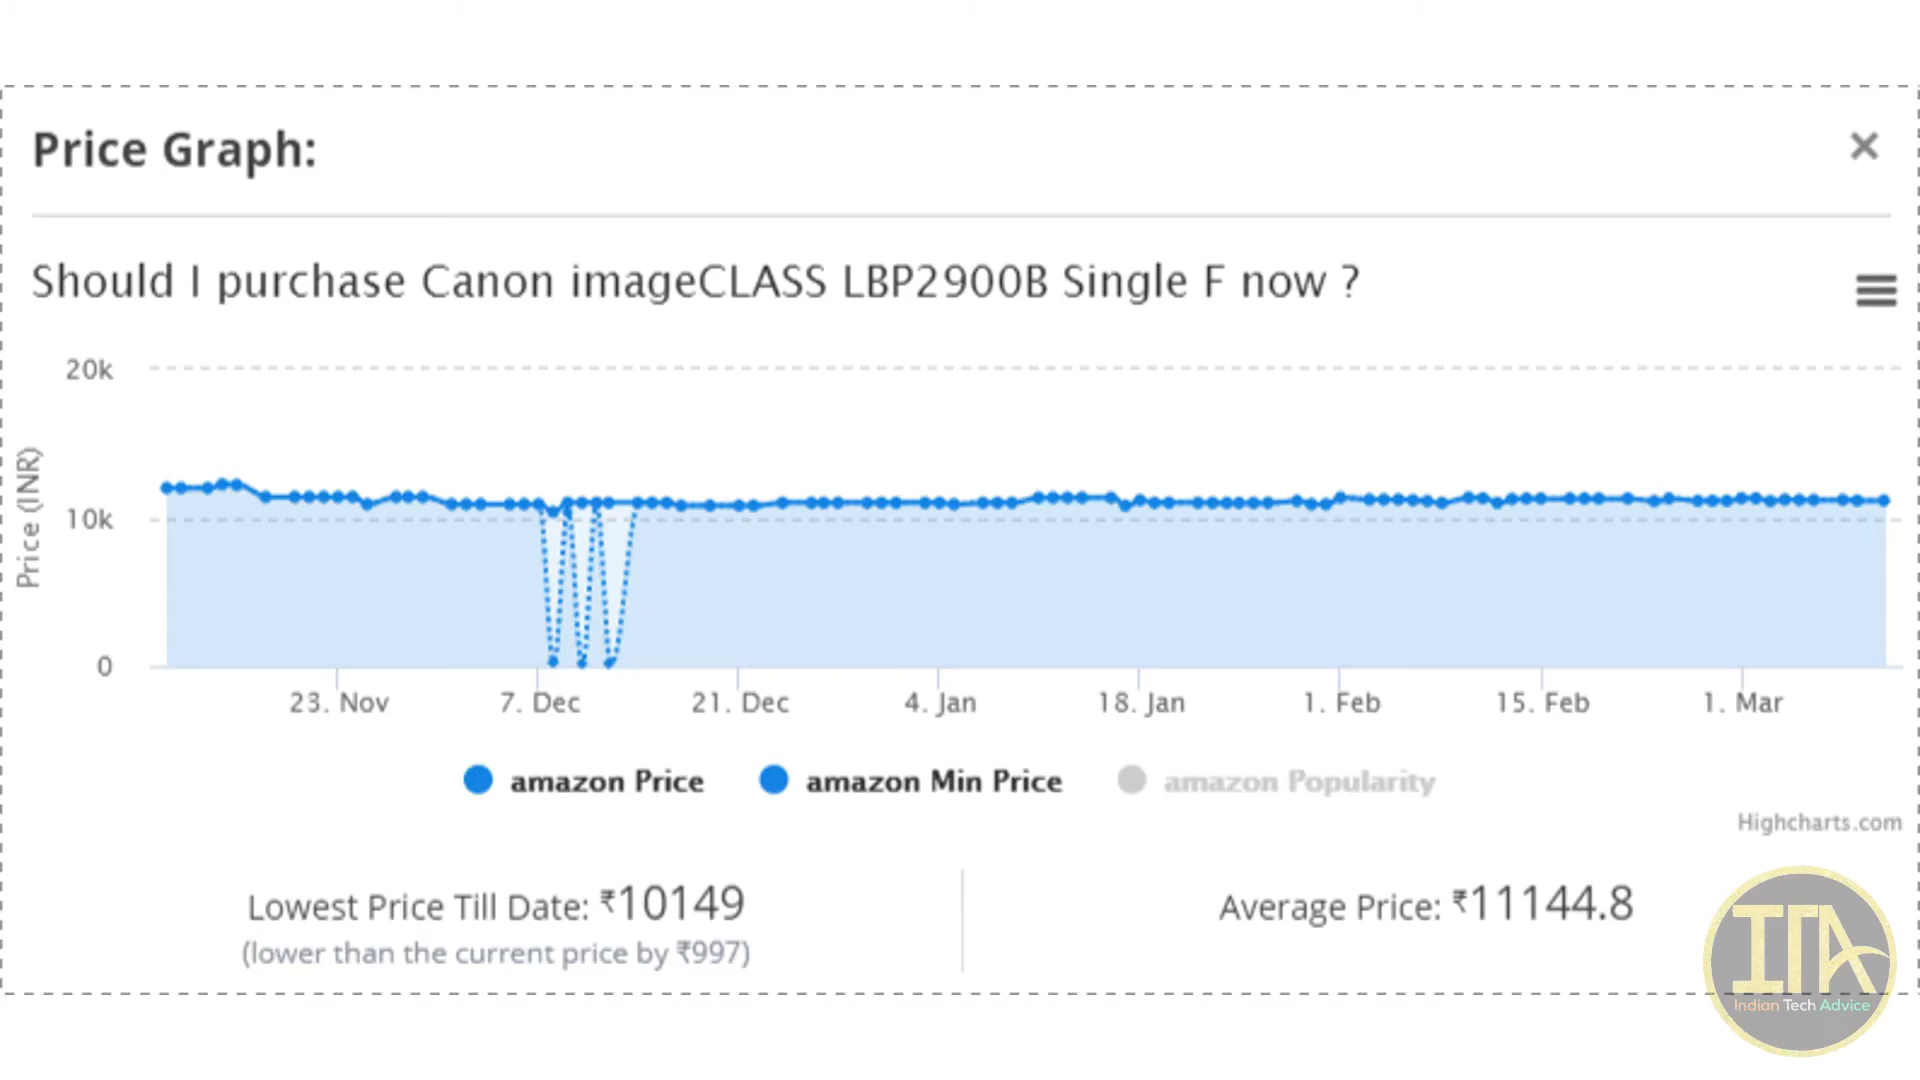 Price Graph:
×
Should I purchase Canon imageCLASS LBP2900B Single F now ?
20k
10k
0
Price (INR)
23. Nov
7. Dec
21. Dec
4. Jan
18. Jan
1. Feb
15. Feb
1. Mar
amazon Price
amazon Min Price
amazon Popularity
Highcharts.com
Lowest Price Till Date: ₹10149
(lower than the current price by ₹997)
Average Price: ₹11144.8
ITA
Indian Tech Advice